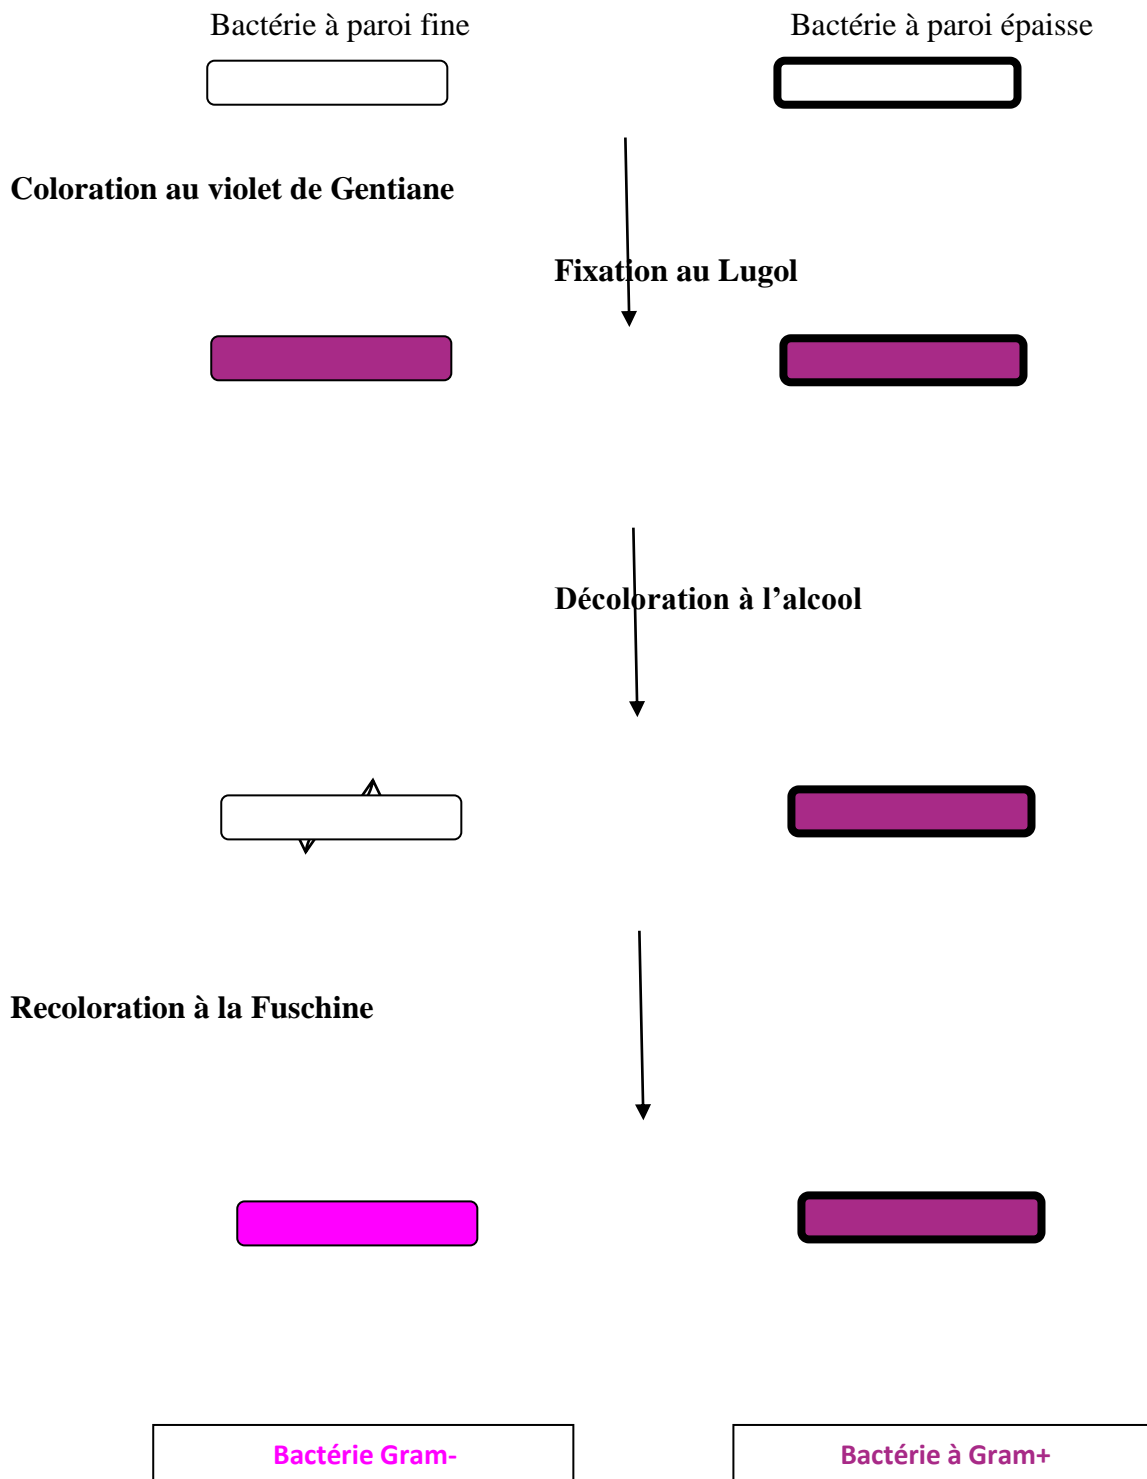 Bactérie à paroi fine
Bactérie à paroi épaisse
Coloration au violet de Gentiane
Fixation au Lugol
Décoloration à l’alcool
Recoloration à la Fuschine
Bactérie Gram-
Bactérie à Gram+